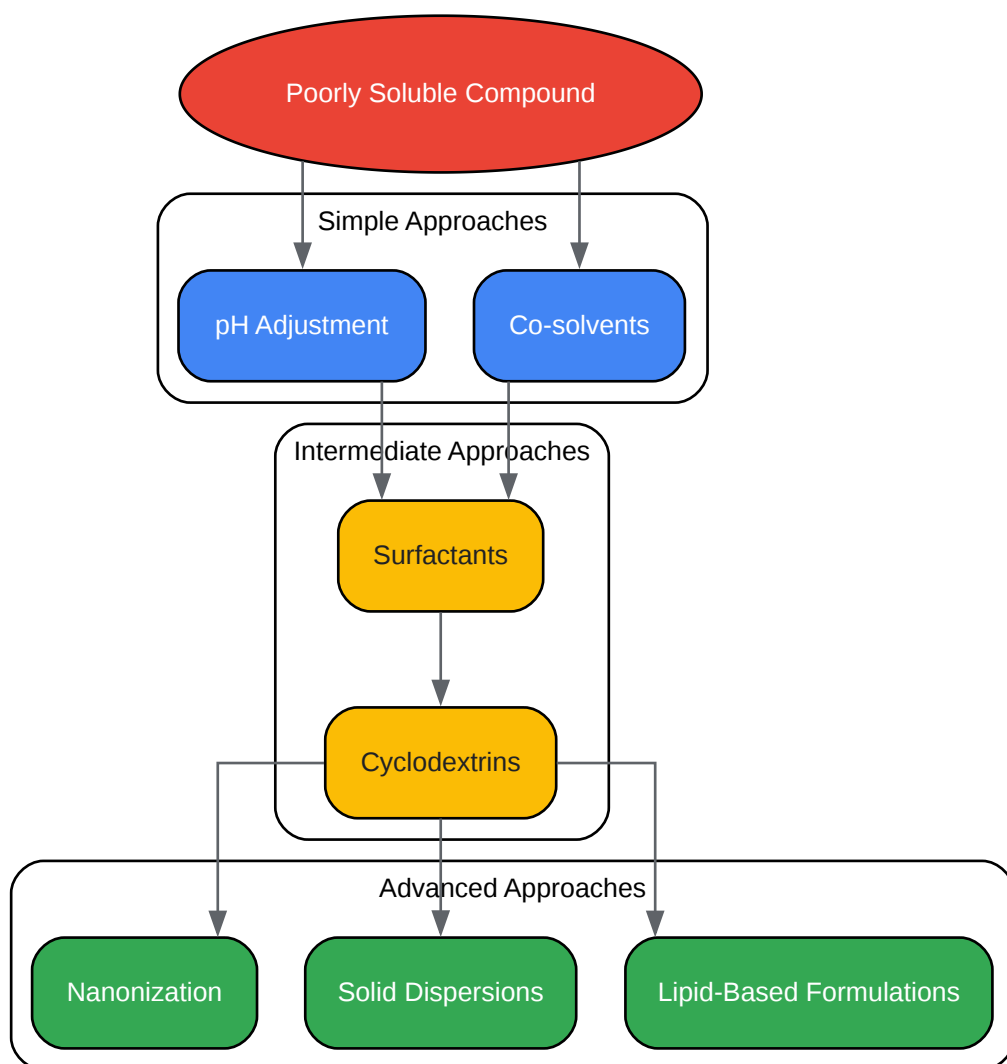 Poorly Soluble Compound
Simple Approaches
pH Adjustment
Co-solvents
Intermediate Approaches
Surfactants
Cyclodextrins
Advanced Approaches
Nanonization
Solid Dispersions
Lipid-Based Formulations